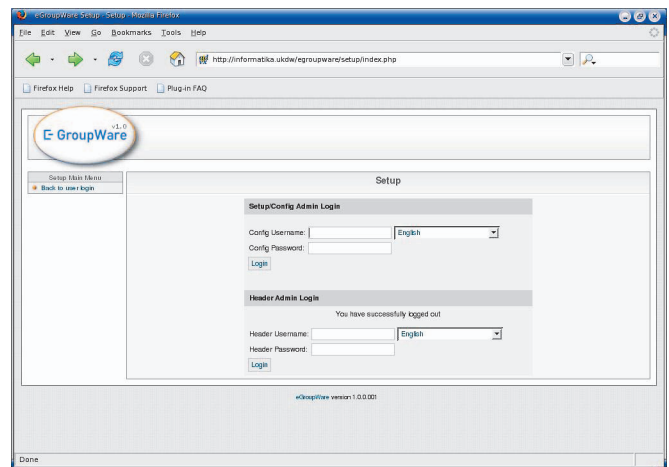 eGroupWare Setup - Setup - Mozilla Firefox
File Edit View Go Bookmarks Tools Help
http://informatika.ukdw/egroupware/setup/index.php
Firefox Help Firefox Support Plug-in FAQ
E-GroupWare v1.0
Setup Main Menu
Back to user login
Setup
Setup/Config Admin Login
Config Username: English
Config Password:
Login
Header Admin Login
You have successfully logged out
Header Username: English
Header Password:
Login
eGroupWare version 1.0.0.001
Done